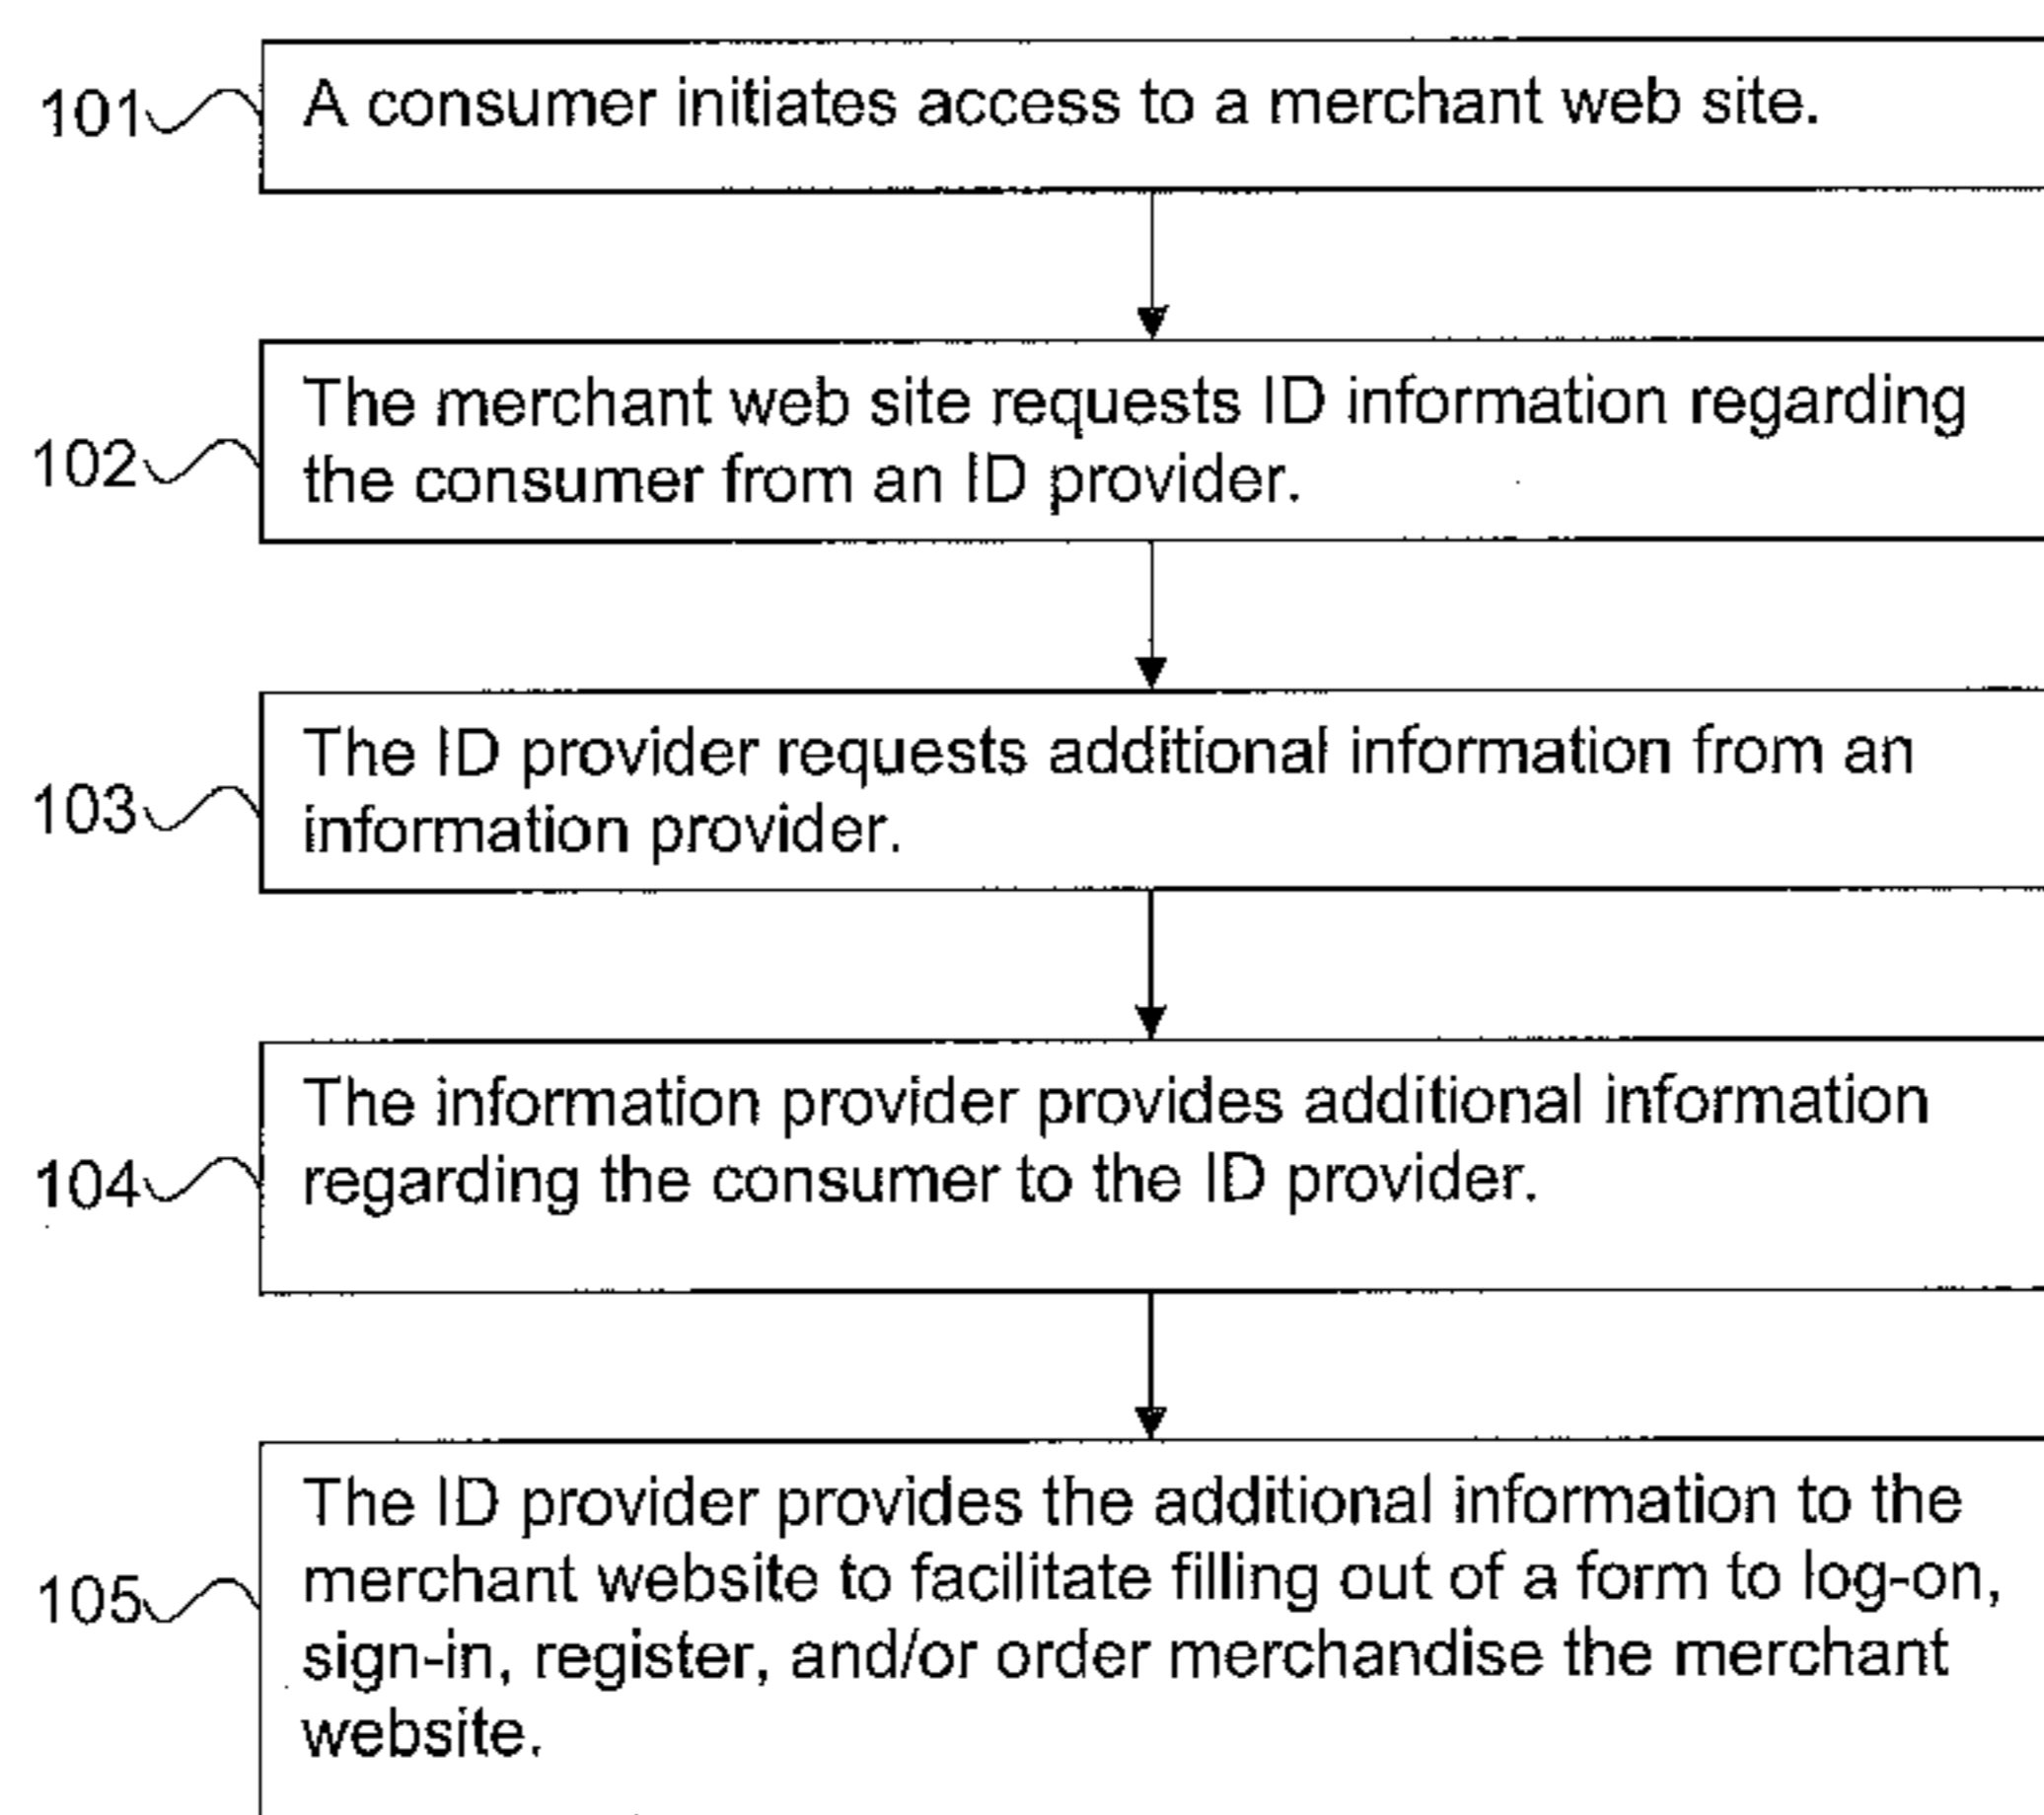 101 A consumer initiates access to a merchant web site.
The merchant web site requests ID information regarding
102 the consumer from an ID provider.
The ID provider requests additional information from an
103 information provider.
The information provider provides additional information
104 regarding the consumer to the ID provider.
The ID provider provides the additional information to the
merchant website to facilitate filling out of a form to log-on,
105 sign-in, register, and/or order merchandise the merchant
website.